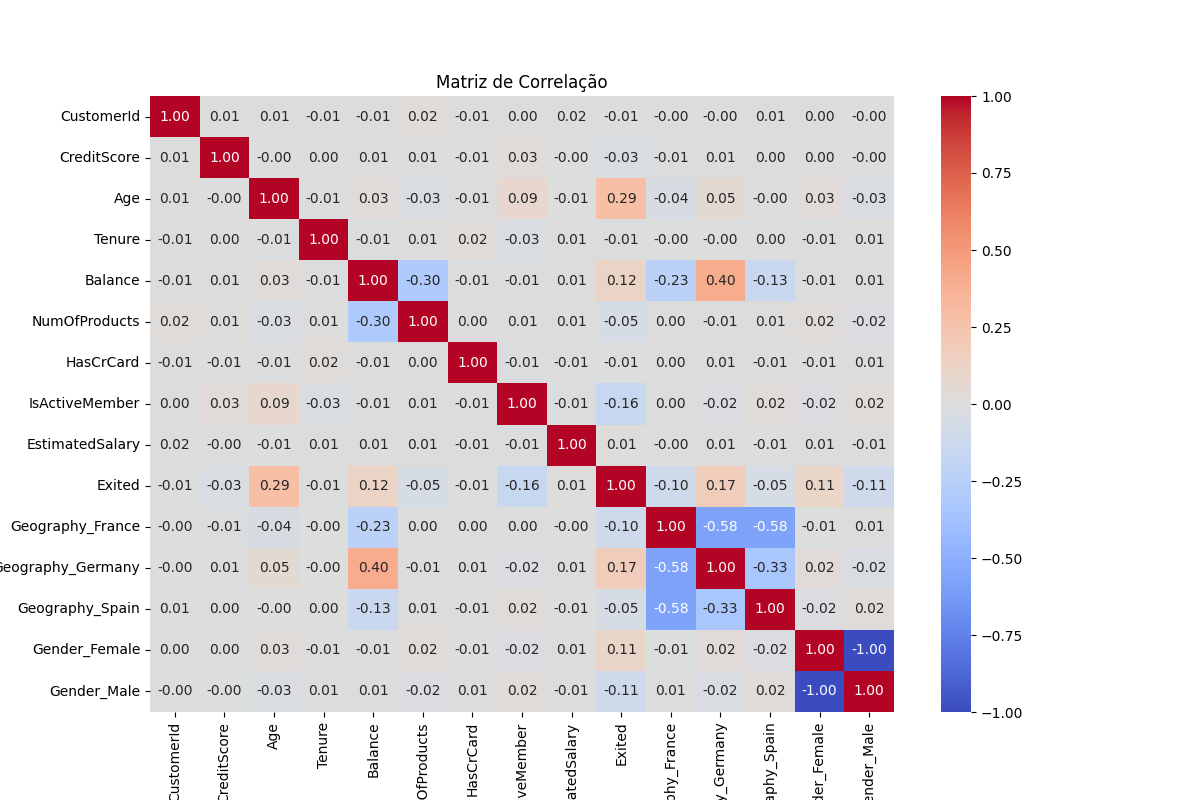 Matriz de Correlação
CustomerId 1.00 0.01 0.01 -0.01 -0.01 0.02 -0.01 0.00 0.02 -0.01 -0.00 -0.00 0.01 0.00 -0.00
CreditScore 0.01 1.00 -0.00 0.00 0.01 0.01 -0.01 0.03 -0.00 -0.03 -0.01 0.01 0.00 0.00 -0.00
Age 0.01 -0.00 1.00 -0.01 0.03 -0.03 -0.01 0.09 -0.01 0.29 -0.04 0.05 -0.00 0.03 -0.03
Tenure -0.01 0.00 -0.01 1.00 -0.01 0.01 0.02 -0.03 0.01 -0.01 -0.00 -0.00 0.00 -0.01 0.01
Balance -0.01 0.01 0.03 -0.01 1.00 -0.30 -0.01 -0.01 0.01 0.12 -0.23 0.40 -0.13 -0.01 0.01
NumOfProducts 0.02 0.01 -0.03 0.01 -0.30 1.00 0.00 0.01 0.01 -0.05 0.00 -0.01 0.01 0.02 -0.02
HasCrCard -0.01 -0.01 -0.01 0.02 -0.01 0.00 1.00 -0.01 -0.01 -0.01 0.00 0.01 -0.01 -0.01 0.01
IsActiveMember 0.00 0.03 0.09 -0.03 -0.01 0.01 -0.01 1.00 -0.01 -0.16 0.00 -0.02 0.02 -0.02 0.02
EstimatedSalary 0.02 -0.00 -0.01 0.01 0.01 0.01 -0.01 -0.01 1.00 0.01 -0.00 0.01 -0.01 0.01 -0.01
Exited -0.01 -0.03 0.29 -0.01 0.12 -0.05 -0.01 -0.16 0.01 1.00 -0.10 0.17 -0.05 0.11 -0.11
Geography_France -0.00 -0.01 -0.04 -0.00 -0.23 0.00 0.00 0.00 -0.00 -0.10 1.00 -0.58 -0.58 -0.01 0.01
eography_Germany -0.00 0.01 0.05 -0.00 0.40 -0.01 0.01 -0.02 0.01 0.17 -0.58 1.00 -0.33 0.02 -0.02
Geography_Spain 0.01 0.00 -0.00 0.00 -0.13 0.01 -0.01 0.02 -0.01 -0.05 -0.58 -0.33 1.00 -0.02 0.02
Gender_Female 0.00 0.00 0.03 -0.01 -0.01 0.02 -0.01 -0.02 0.01 0.11 -0.01 0.02 -0.02 1.00 -1.00
Gender_Male -0.00 -0.00 -0.03 0.01 0.01 -0.02 0.01 0.02 -0.01 -0.11 0.01 -0.02 0.02 -1.00 1.00
CustomerId
CreditScore
Age
Tenure
Balance
OfProducts
HasCrCard
veMember
atedSalary
Exited
phy_France
y_Germany
aphy_Spain
der_Female
ender_Male
1.00
0.75
0.50
0.25
0.00
−0.25
−0.50
−0.75
−1.00